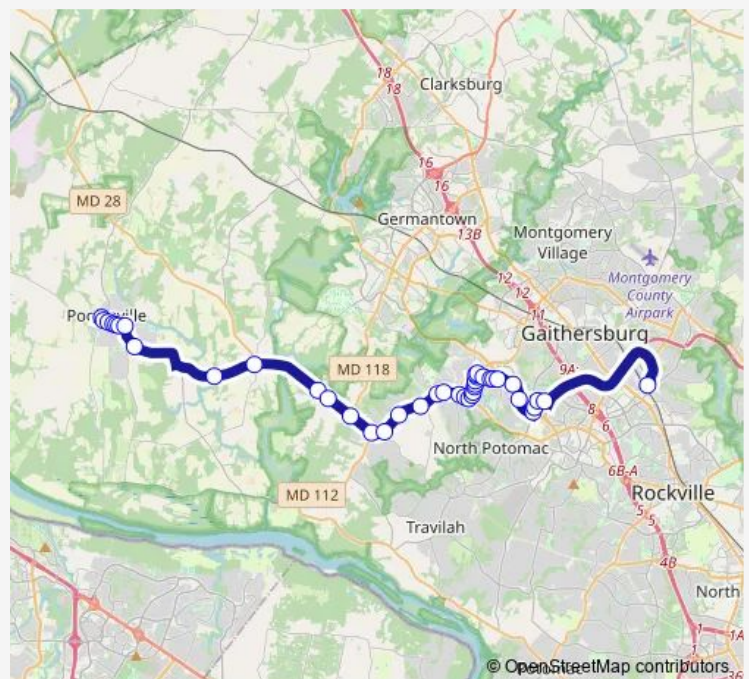 18
18
Clarksburg
16
16
MD 28
Germantown
13B
Montgomery
Village
12
12
11
Montgomery
County
Airpark
Gaithersburg
MD 118
9A
8
6
North Potomac
6B-A
MD 112
Rockville
5
5
Travilah
4B
North
1
1A
1
36
© OpenStreetMap contributors